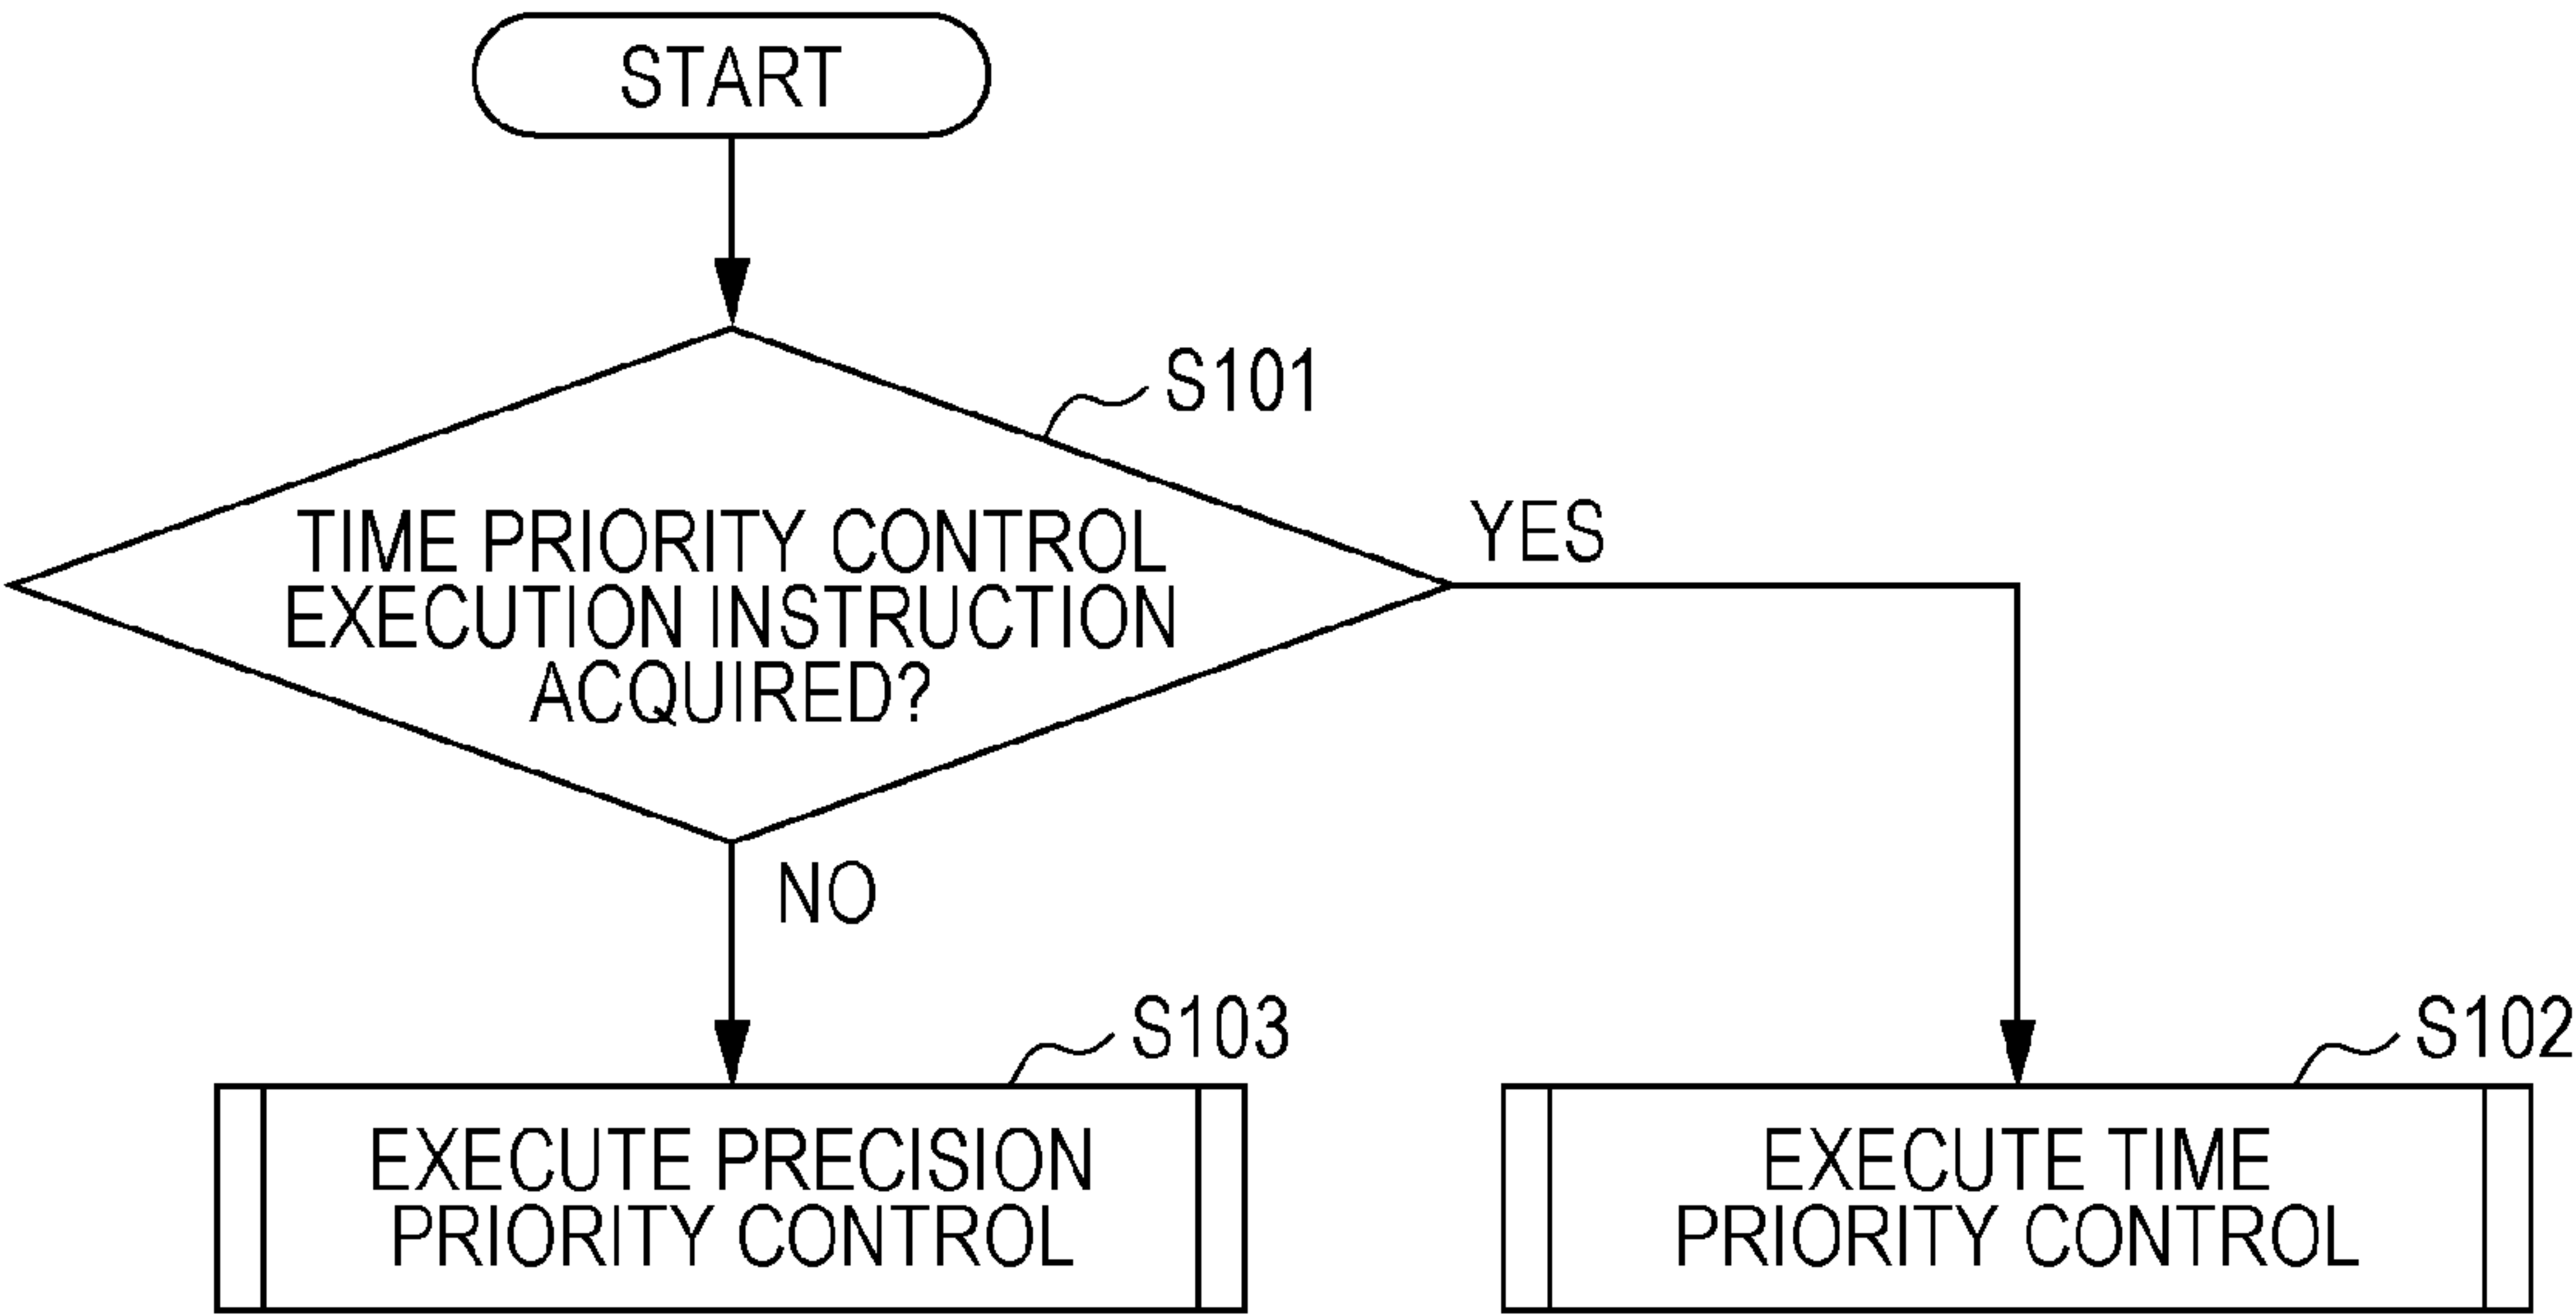 START
S101
TIME PRIORITY CONTROL
EXECUTION INSTRUCTION
ACQUIRED?
YES
NO
S103
EXECUTE PRECISION
PRIORITY CONTROL
S102
EXECUTE TIME
PRIORITY CONTROL